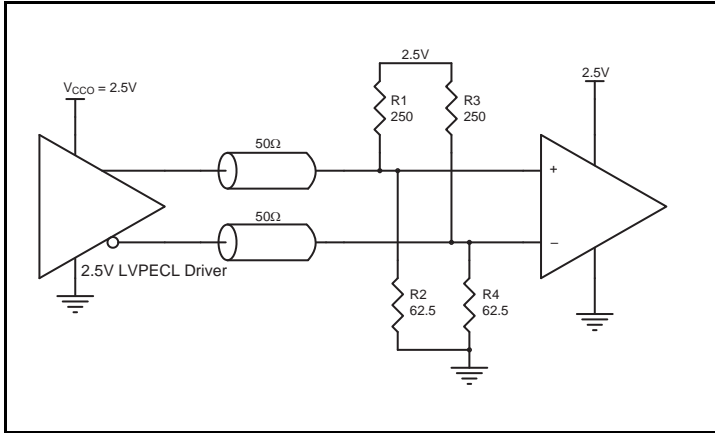 2.5V
2.5V
V_CCO = 2.5V
R1
250
R3
250
50Ω
+
50Ω
−
2.5V LVPECL Driver
R2
62.5
R4
62.5